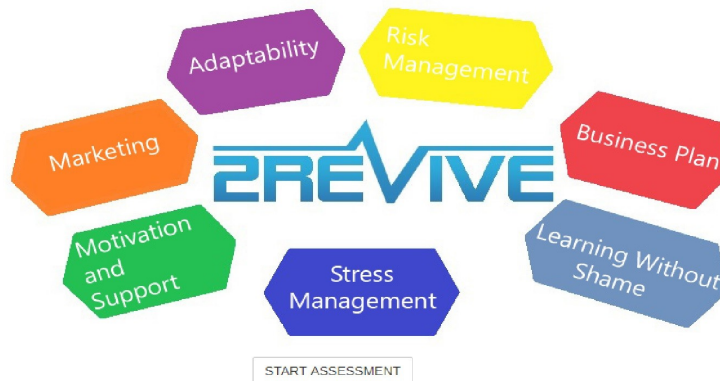 Adaptability
Risk
Management
Marketing
2REVIVE
Business Plan
Motivation
and
Support
Stress
Management
Learning Without
Shame
START ASSESSMENT